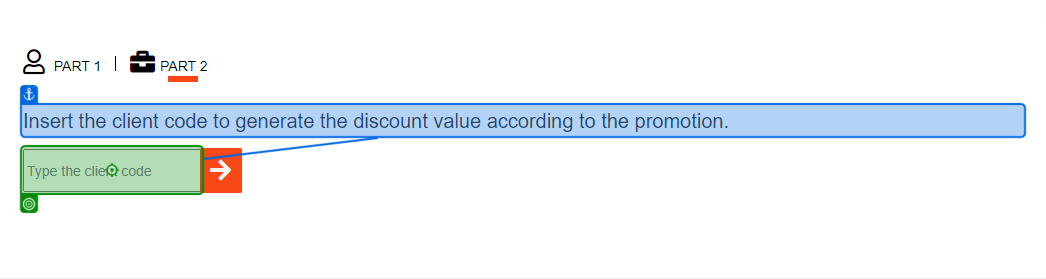 PART 1 | PART 2
Insert the client code to generate the discount value according to the promotion.
Type the client code